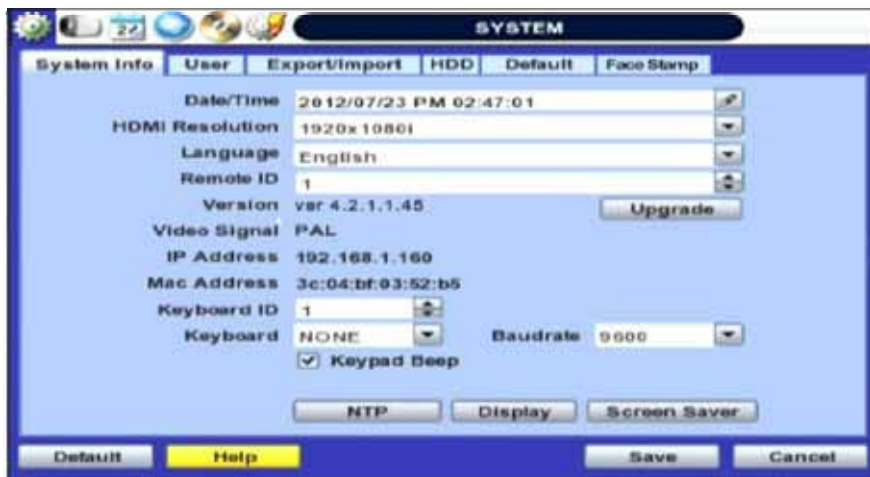 SYSTEM
System Info User Export/Import HDD Default Face Stamp
Date/Time 2012/07/23 PM 02:47:01
HDMI Resolution 1920x1080i
Language English
Remote ID 1
Version ver 4.2.1.1.45 Upgrade
Video Signal PAL
IP Address 192.168.1.160
Mac Address 3c:04:bf:03:52:b5
Keyboard ID 1
Keyboard NONE Baudrate 9600
Keypad Beep
NTP Display Screen Saver
Default Help Save Cancel